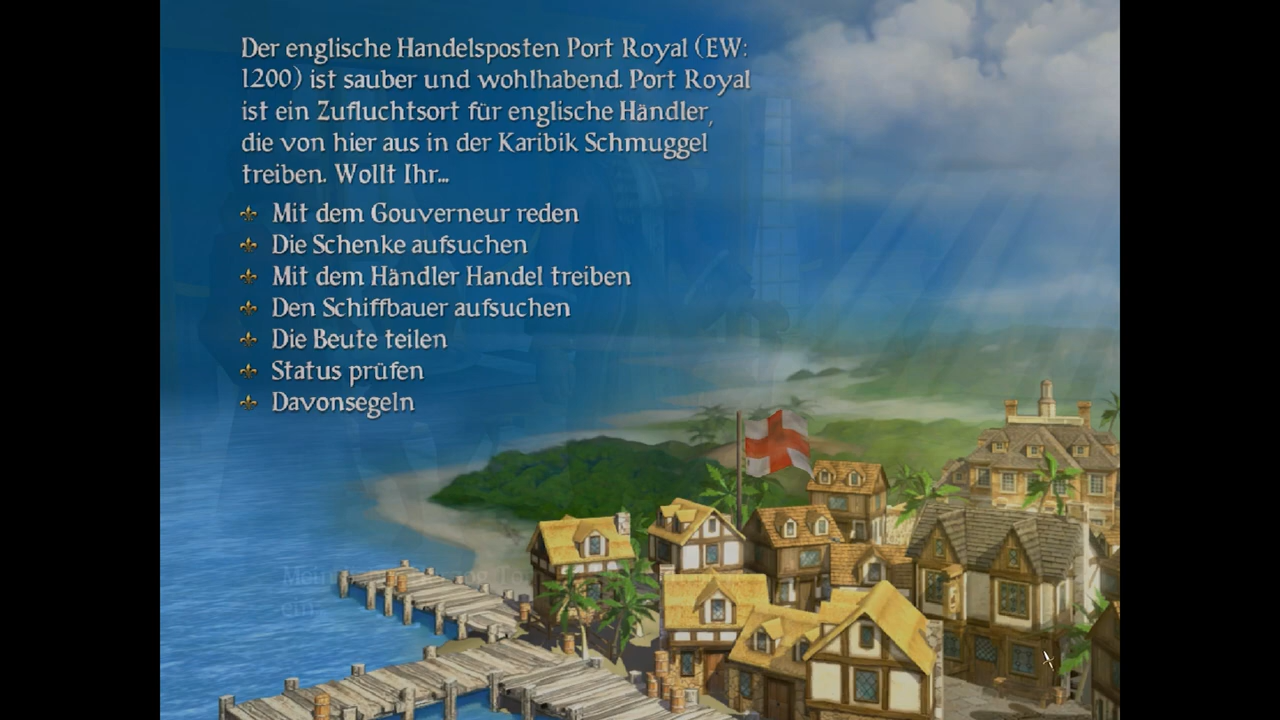 Der englische Handelsposten Port Royal (EW:
1200) ist sauber und wohlhabend. Port Royal
ist ein Zufluchtsort für englische Händler,
die von hier aus in der Karibik Schmuggel
treiben. Wollt Ihr...
Mit dem Gouverneur reden
Die Schenke aufsuchen
Mit dem Händler Handel treiben
Den Schiffbauer aufsuchen
Die Beute teilen
Status prüfen
Davonsegeln